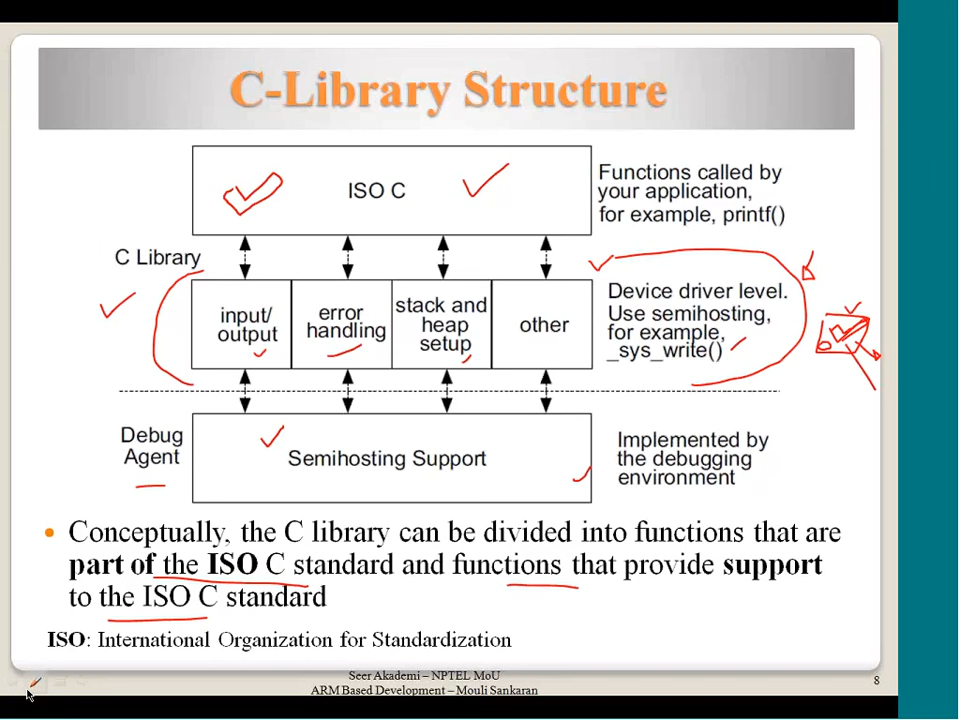 C-Library Structure
ISO C
Functions called by
your application,
for example, printf()
C Library
input/
output
error
handling
stack and
heap
setup
other
Device driver level.
Use semihosting,
for example,
_sys_write()
Debug
Agent
Semihosting Support
Implemented by
the debugging
environment
• Conceptually, the C library can be divided into functions that are
part of the ISO C standard and functions that provide support
to the ISO C standard
ISO: International Organization for Standardization
Seer Akademi – NPTEL MoU
ARM Based Development – Mouli Sankaran
8